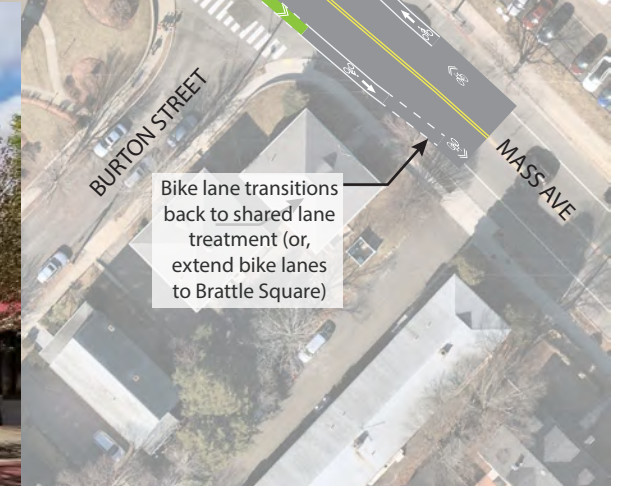 BURTON STREET
MASS AVE
Bike lane transitions
back to shared lane
treatment (or,
extend bike lanes
to Brattle Square)